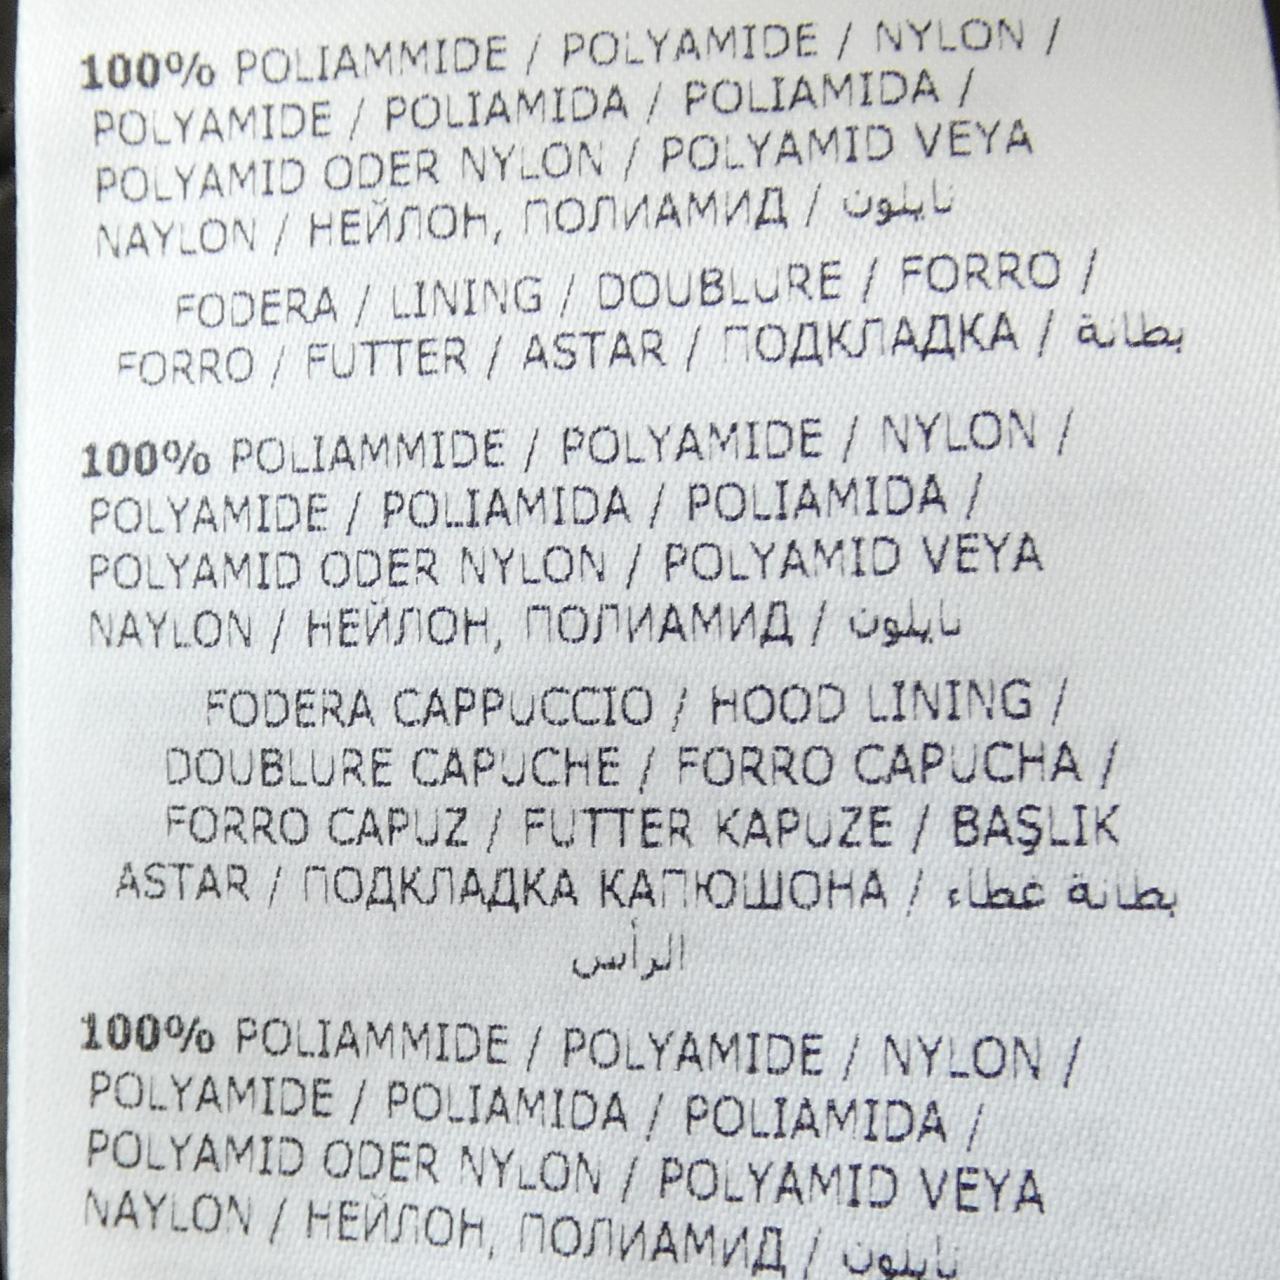 100% POLIAMMIDE / POLYAMIDE / NYLON /
POLYAMIDE / POLIAMIDA / POLIAMIDA /
POLYAMID ODER NYLON / POLYAMID VEYA
NAYLON / НЕЙЛОН, ПОЛИАМИД / نايلون
FODERA / LINING / DOUBLURE / FORRO /
FORRO / FUTTER / ASTAR / ПОДКЛАДКА / بطانة
100% POLIAMMIDE / POLYAMIDE / NYLON /
POLYAMIDE / POLIAMIDA / POLIAMIDA /
POLYAMID ODER NYLON / POLYAMID VEYA
NAYLON / НЕЙЛОН, ПОЛИАМИД / نايلون
FODERA CAPPUCCIO / HOOD LINING /
DOUBLURE CAPUCHE / FORRO CAPUCHA /
FORRO CAPUZ / FUTTER KAPUZE / BAŞLIK
ASTAR / ПОДКЛАДКА КАПЮШОНА / بطانة غطاء
الرأس
100% POLIAMMIDE / POLYAMIDE / NYLON /
POLYAMIDE / POLIAMIDA / POLIAMIDA /
POLYAMID ODER NYLON / POLYAMID VEYA
NAYLON / НЕЙЛОН, ПОЛИАМИД / نايلون